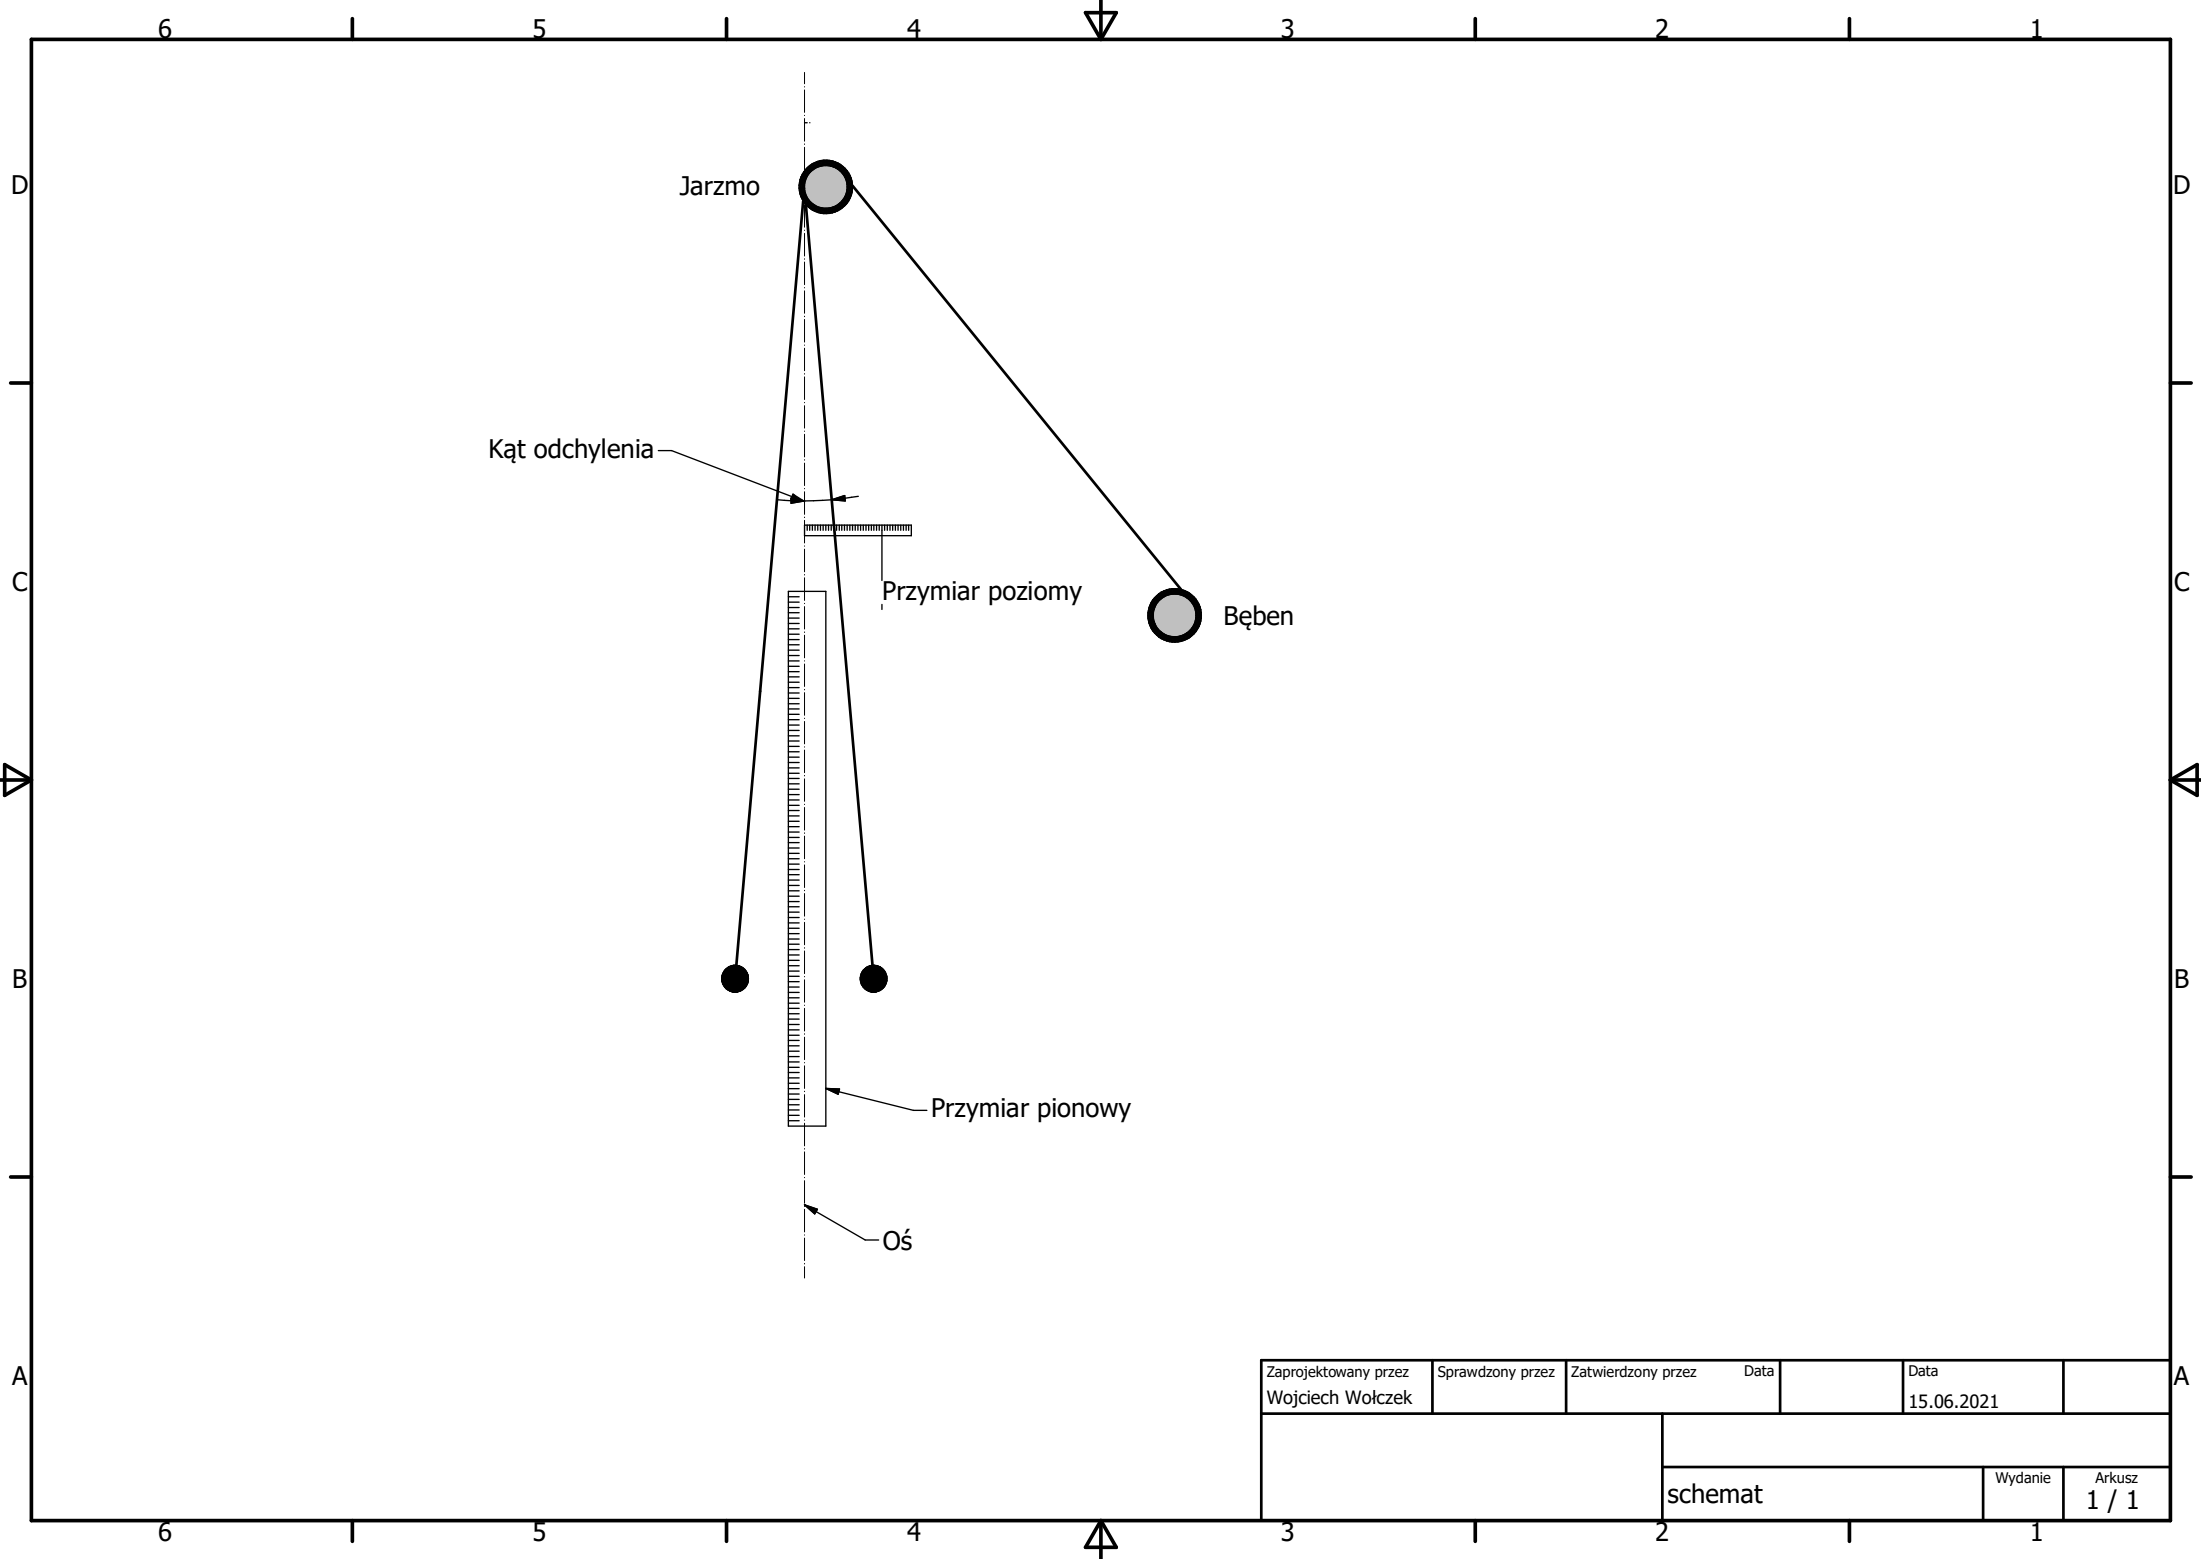 6 5 4 3 2 1
D D
Jarzmo
Kąt odchylenia
C C
Przymiar poziomy
Bęben
B B
Przymiar pionowy
Oś
A A
Zaprojektowany przez Sprawdzony przez Zatwierdzony przez Data Data
Wojciech Wołczek 15.06.2021
Wydanie Arkusz
schemat 1 / 1
6 5 4 3 2 1